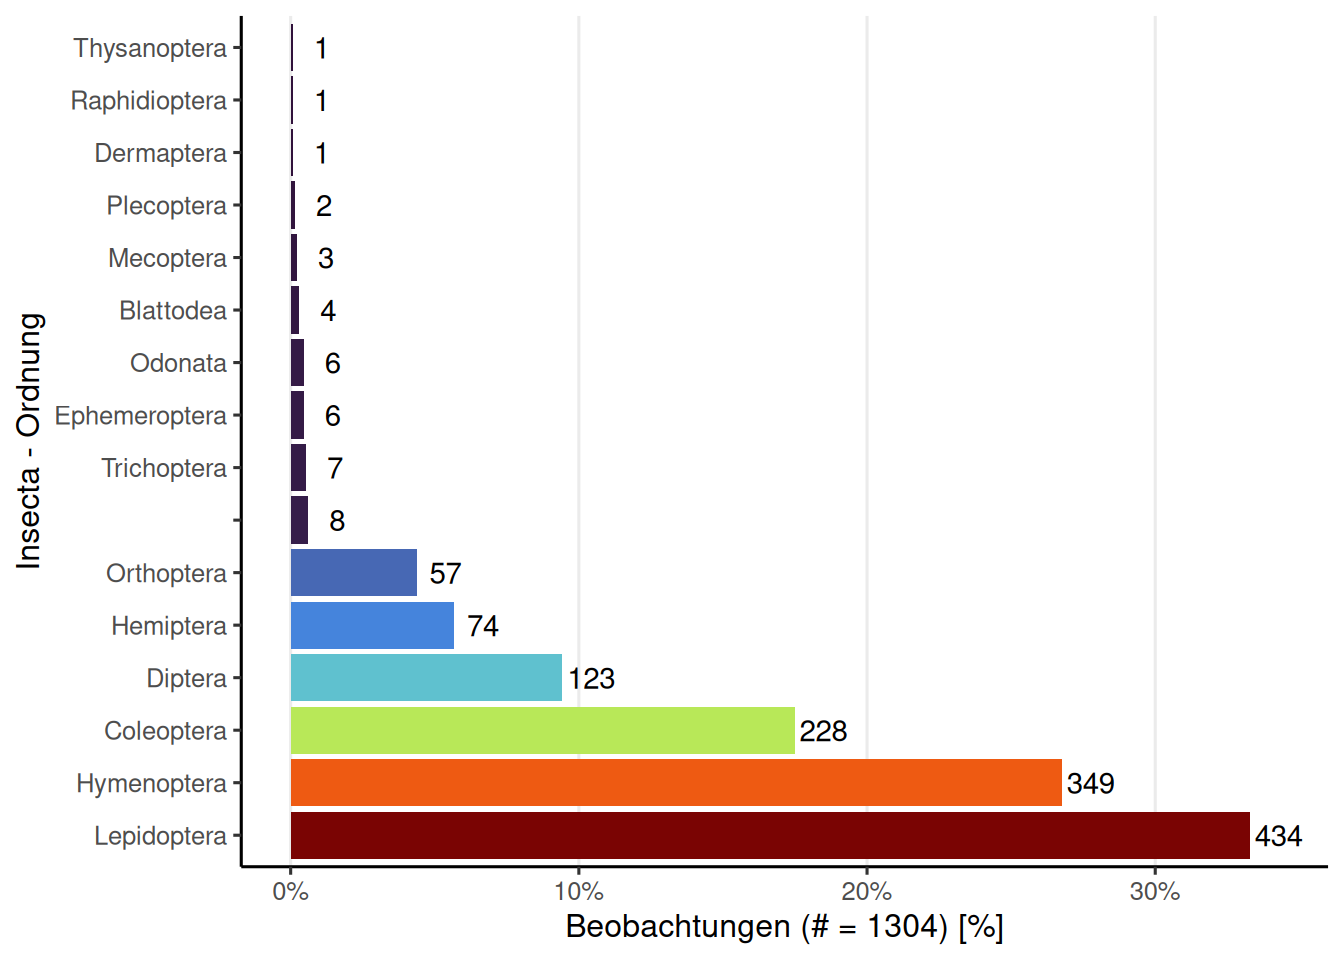 Thysanoptera 1
Raphidioptera 1
Dermaptera 1
Plecoptera 2
Mecoptera 3
Blattodea 4
Odonata 6
Ephemeroptera 6
Trichoptera 7
8
Orthoptera 57
Hemiptera 74
Diptera 123
Coleoptera 228
Hymenoptera 349
Lepidoptera 434
0% 10% 20% 30%
Beobachtungen (# = 1304) [%]
Insecta - Ordnung